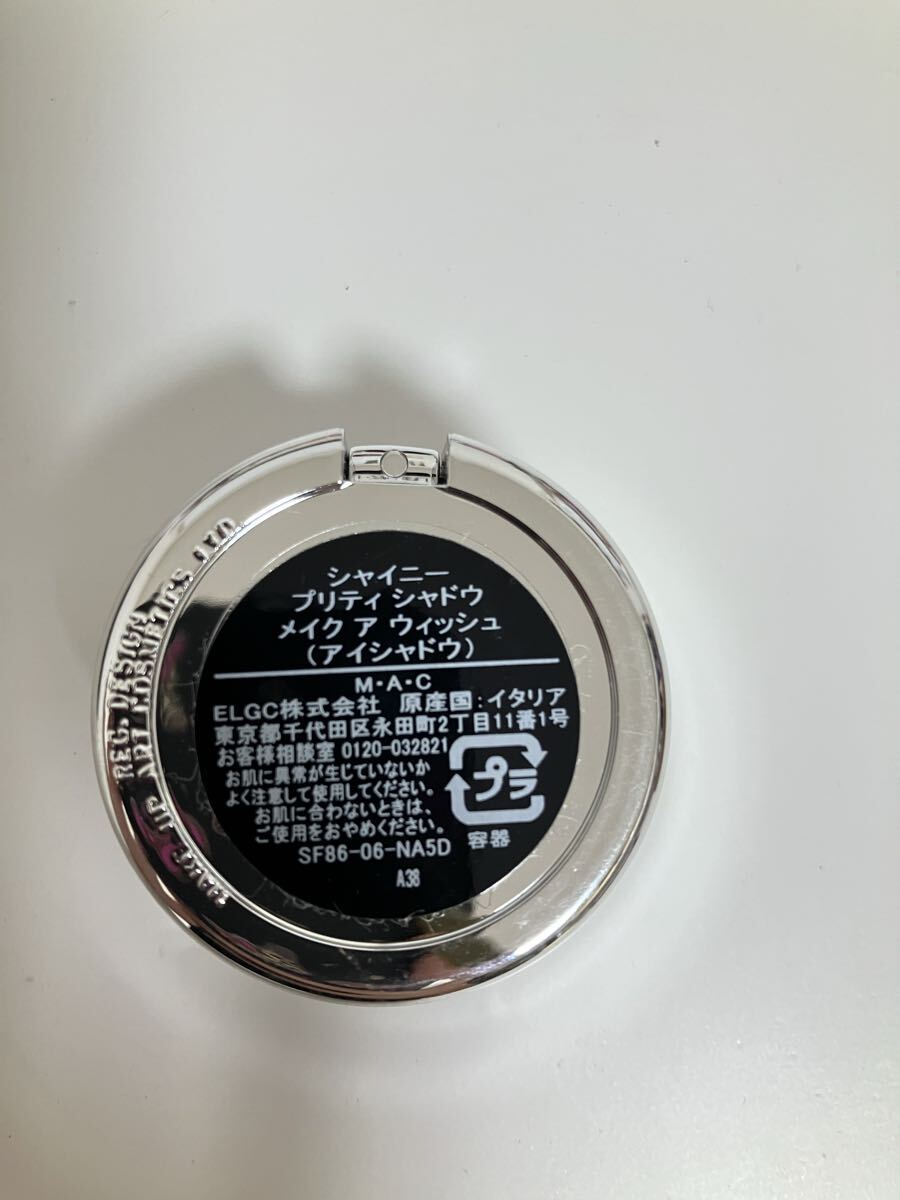 シャイニー
プリティ シャドウ
メイク ア ウィッシュ
(アイシャドウ)
M・A・C
ELGC株式会社 原産国:イタリア
東京都千代田区永田町2丁目11番1号
お客様相談室 0120-032821
お肌に異常が生じていないか
よく注意して使用してください。
お肌に合わないときは、
ご使用をおやめください。
プラ
容器
SF86-06-NA5D
A38
REG. DESIGN
MAKE-UP ART COSMETICS LTD